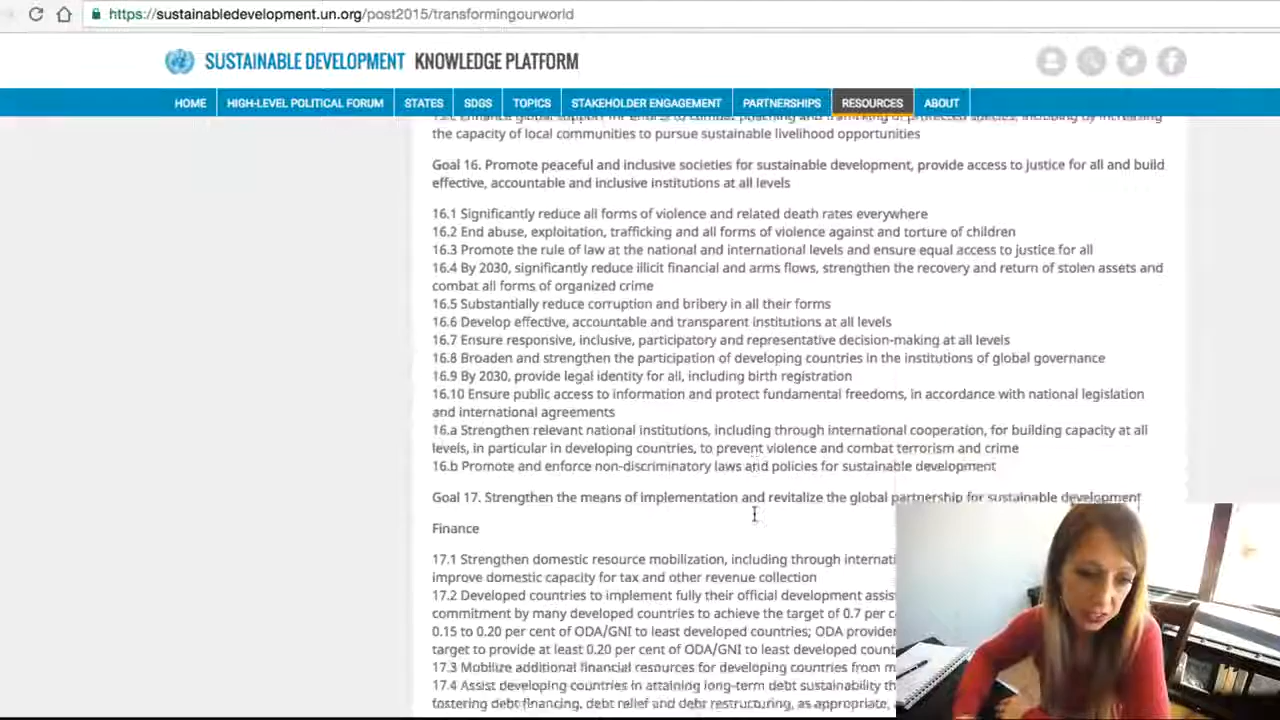 https://sustainabledevelopment.un.org/post2015/transformingourworld
SUSTAINABLE DEVELOPMENT KNOWLEDGE PLATFORM
HOME HIGH-LEVEL POLITICAL FORUM STATES SDGS TOPICS STAKEHOLDER ENGAGEMENT PARTNERSHIPS RESOURCES ABOUT
15.c Enhance global support for efforts to combat poaching and trafficking of protected species, including by increasing
the capacity of local communities to pursue sustainable livelihood opportunities
Goal 16. Promote peaceful and inclusive societies for sustainable development, provide access to justice for all and build
effective, accountable and inclusive institutions at all levels
16.1 Significantly reduce all forms of violence and related death rates everywhere
16.2 End abuse, exploitation, trafficking and all forms of violence against and torture of children
16.3 Promote the rule of law at the national and international levels and ensure equal access to justice for all
16.4 By 2030, significantly reduce illicit financial and arms flows, strengthen the recovery and return of stolen assets and
combat all forms of organized crime
16.5 Substantially reduce corruption and bribery in all their forms
16.6 Develop effective, accountable and transparent institutions at all levels
16.7 Ensure responsive, inclusive, participatory and representative decision-making at all levels
16.8 Broaden and strengthen the participation of developing countries in the institutions of global governance
16.9 By 2030, provide legal identity for all, including birth registration
16.10 Ensure public access to information and protect fundamental freedoms, in accordance with national legislation
and international agreements
16.a Strengthen relevant national institutions, including through international cooperation, for building capacity at all
levels, in particular in developing countries, to prevent violence and combat terrorism and crime
16.b Promote and enforce non-discriminatory laws and policies for sustainable development
Goal 17. Strengthen the means of implementation and revitalize the global partnership for sustainable development
Finance
17.1 Strengthen domestic resource mobilization, including through internati
improve domestic capacity for tax and other revenue collection
17.2 Developed countries to implement fully their official development assis
commitment by many developed countries to achieve the target of 0.7 per c
0.15 to 0.20 per cent of ODA/GNI to least developed countries; ODA provider
target to provide at least 0.20 per cent of ODA/GNI to least developed count
17.3 Mobilize additional financial resources for developing countries from m
17.4 Assist developing countries in attaining long-term debt sustainability th
fostering debt financing, debt relief and debt restructuring, as appropriate,